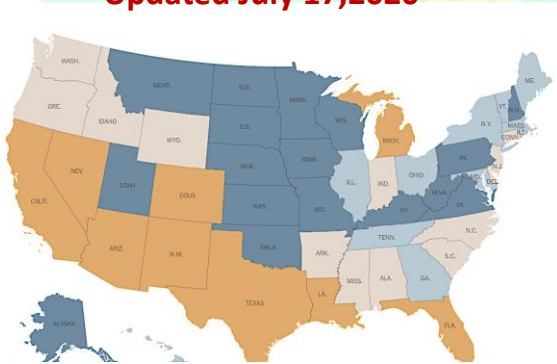 Updated July 17,2020
WASH.
MONT.
N.D.
MINN.
ME.
ORE.
IDAHO
S.D.
WIS.
VT.
N.H.
N.Y.
MASS.
R.I.
CONN.
WYO.
MICH.
NEB.
IOWA
PA.
N.J.
NEV.
UTAH
COLO.
ILL.
IND.
OHIO
MD.
DEL.
W.VA.
VA.
CALIF.
KAN.
MO.
KY.
N.C.
TENN.
ARIZ.
N.M.
OKLA.
ARK.
S.C.
MISS.
ALA.
GA.
TEXAS
LA.
FLA.
ALASKA